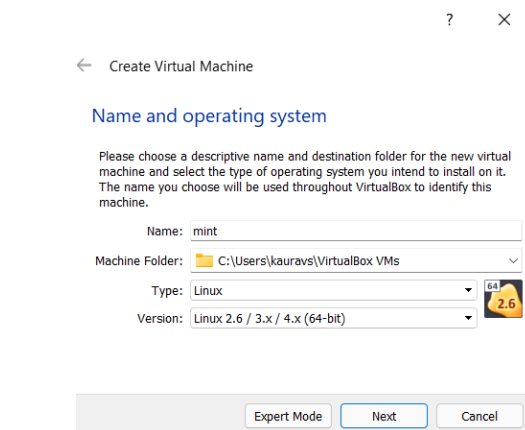 ?
Create Virtual Machine
Name and operating system
Please choose a descriptive name and destination folder for the new virtual
machine and select the type of operating system you intend to install on it.
The name you choose will be used throughout VirtualBox to identify this
machine.
Name: mint
Machine Folder: C:\Users\kauravs\VirtualBox VMs
Type: Linux
64
Version: Linux 2.6 / 3.x / 4.x (64-bit)
2.6
Expert Mode Next Cancel